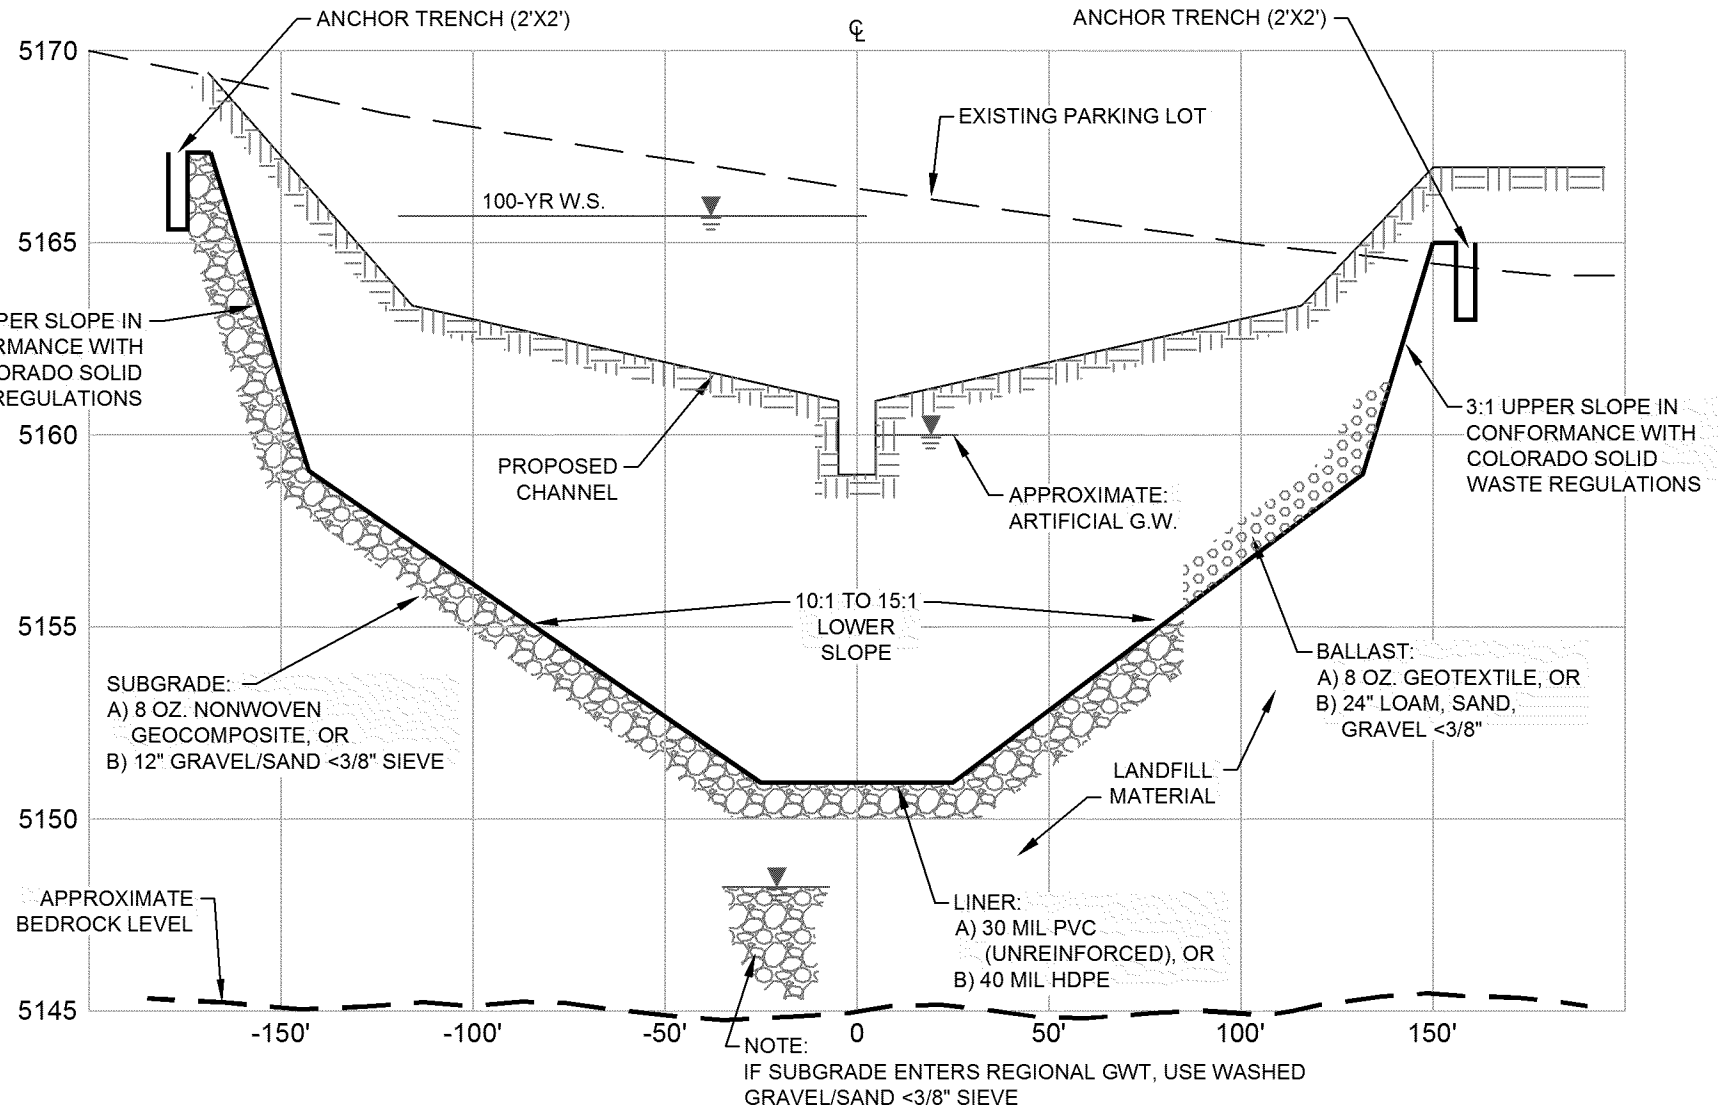 ANCHOR TRENCH (2'X2')
℄
ANCHOR TRENCH (2'X2')
5170
EXISTING PARKING LOT
100-YR W.S.
5165
PER SLOPE IN
RMANCE WITH
ORADO SOLID
REGULATIONS
5160
PROPOSED
CHANNEL
APPROXIMATE:
ARTIFICIAL G.W.
3:1 UPPER SLOPE IN
CONFORMANCE WITH
COLORADO SOLID
WASTE REGULATIONS
10:1 TO 15:1
LOWER
SLOPE
5155
SUBGRADE:
A) 8 OZ. NONWOVEN
GEOCOMPOSITE, OR
B) 12" GRAVEL/SAND <3/8" SIEVE
BALLAST:
A) 8 OZ. GEOTEXTILE, OR
B) 24" LOAM, SAND,
GRAVEL <3/8"
LANDFILL
MATERIAL
5150
APPROXIMATE
BEDROCK LEVEL
LINER:
A) 30 MIL PVC
(UNREINFORCED), OR
B) 40 MIL HDPE
5145
-150' -100' -50' 0 50' 100' 150'
NOTE:
IF SUBGRADE ENTERS REGIONAL GWT, USE WASHED
GRAVEL/SAND <3/8" SIEVE